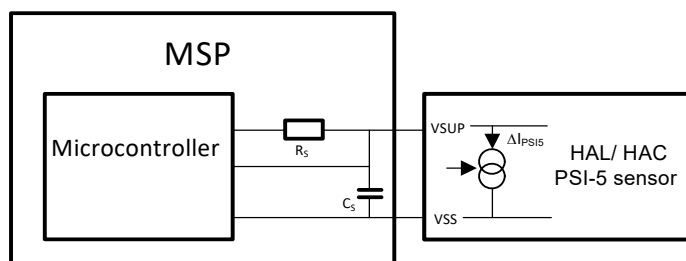 MSP
Microcontroller
RS
CS
VSUP
VSS
ΔIPSI5
HAL/ HAC
PSI-5 sensor